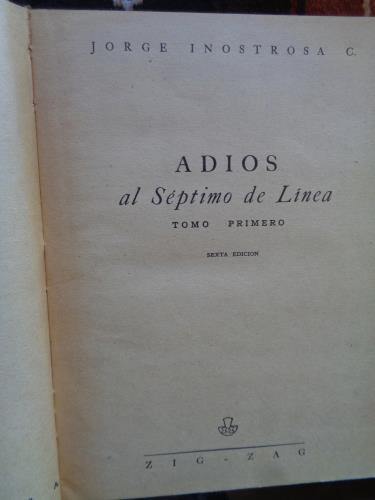 JORGE INOSTROSA C.
ADIOS
al Séptimo de Línea
TOMO PRIMERO
SEXTA EDICION
ZIG-ZAG